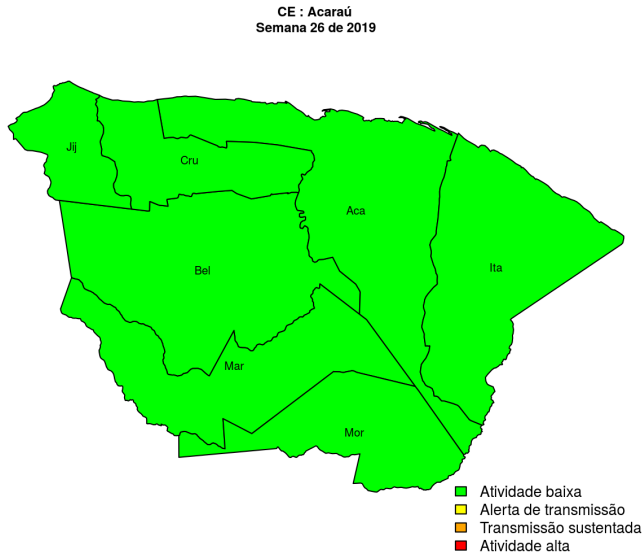 CE : Acaraú
Semana 26 de 2019
Jij
Cru
Aca
Bel
Ita
Mar
Mor
Atividade baixa
Alerta de transmissão
Transmissão sustentada
Atividade alta